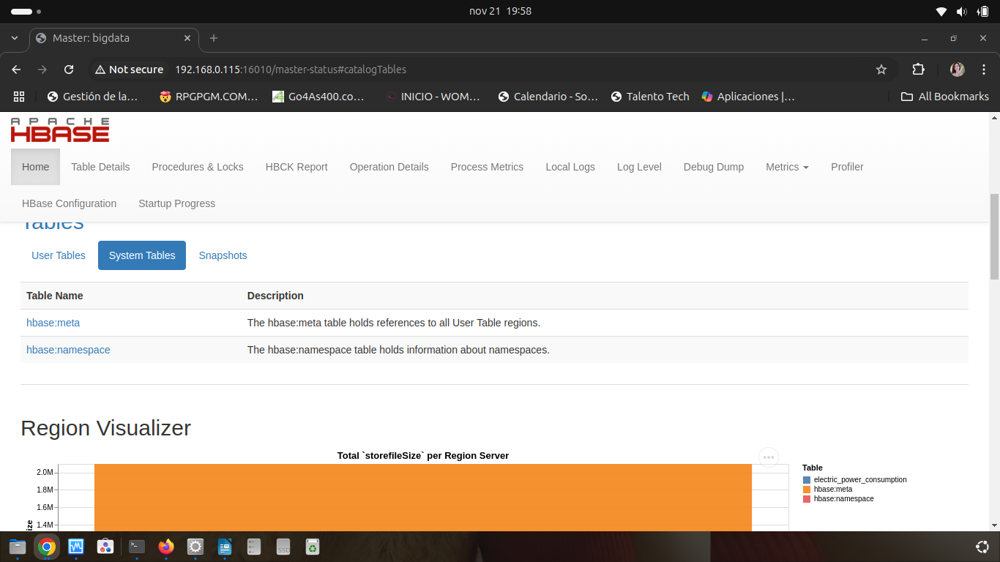 nov 21 19:58
Master: bigdata
Not secure 192.168.0.115:16010/master-status#catalogTables
Gestión de la… RPGPGM.COM… Go4As400.co… INICIO - WOM… Calendario - So… Talento Tech Aplicaciones |… All Bookmarks
APACHE
HBASE
Home Table Details Procedures & Locks HBCK Report Operation Details Process Metrics Local Logs Log Level Debug Dump Metrics Profiler
HBase Configuration Startup Progress
Tables
User Tables System Tables Snapshots
Table Name Description
hbase:meta The hbase:meta table holds references to all User Table regions.
hbase:namespace The hbase:namespace table holds information about namespaces.
Region Visualizer
Total `storefileSize` per Region Server
2.0M
1.8M
1.6M
1.4M
ize
Table
electric_power_consumption
hbase:meta
hbase:namespace
SSD